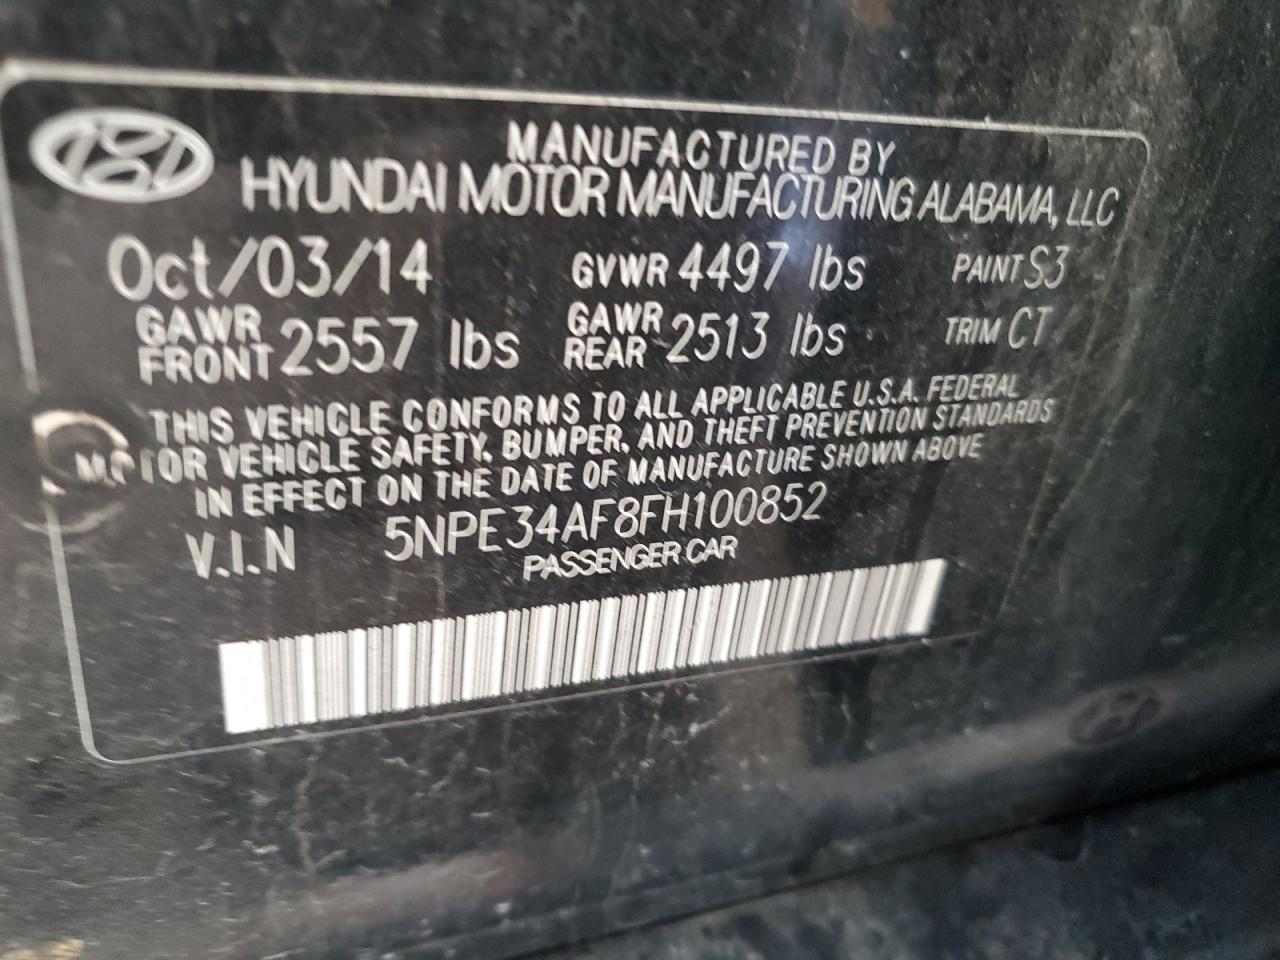 MANUFACTURED BY
HYUNDAI MOTOR MANUFACTURING ALABAMA, LLC
Oct/03/14 GVWR 4497 lbs PAINT S3
GAWR FRONT 2557 lbs GAWR REAR 2513 lbs TRIM CT
THIS VEHICLE CONFORMS TO ALL APPLICABLE U.S.A. FEDERAL
MOTOR VEHICLE SAFETY, BUMPER, AND THEFT PREVENTION STANDARDS
IN EFFECT ON THE DATE OF MANUFACTURE SHOWN ABOVE
V.I.N 5NPE34AF8FH100852
PASSENGER CAR